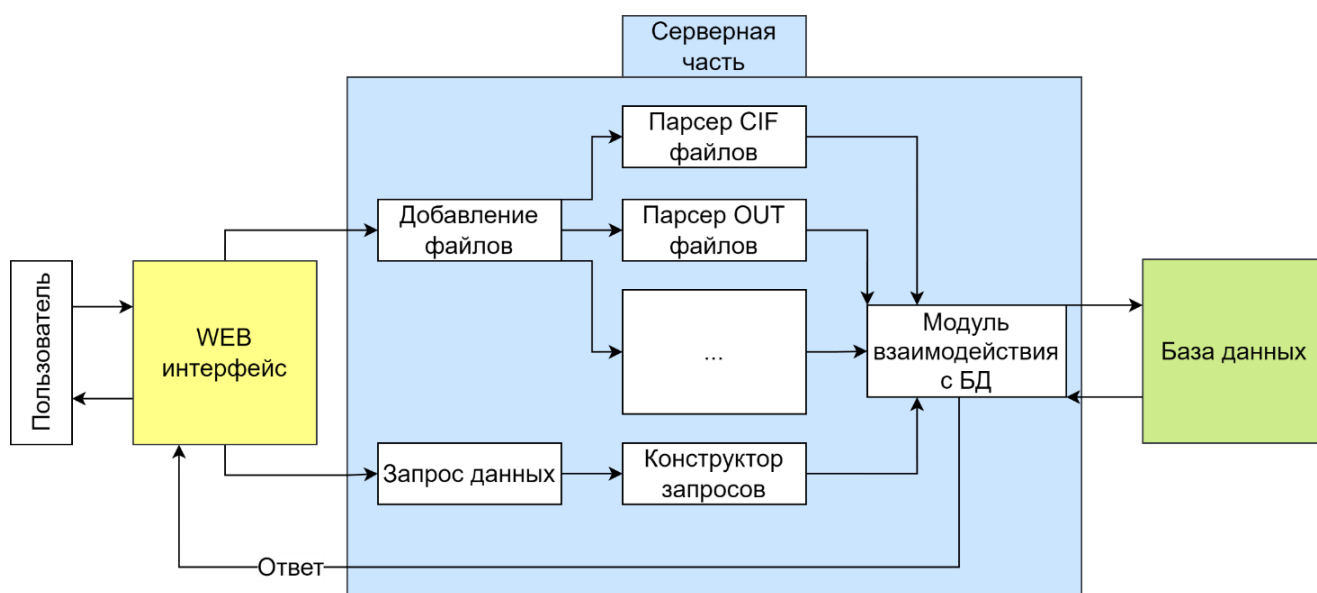 Серверная
часть
Парсер CIF
файлов
Добавление
файлов
Парсер OUT
файлов
Пользователь
WEB
интерфейс
...
Модуль
взаимодействия
с БД
База данных
Запрос данных
Конструктор
запросов
Ответ